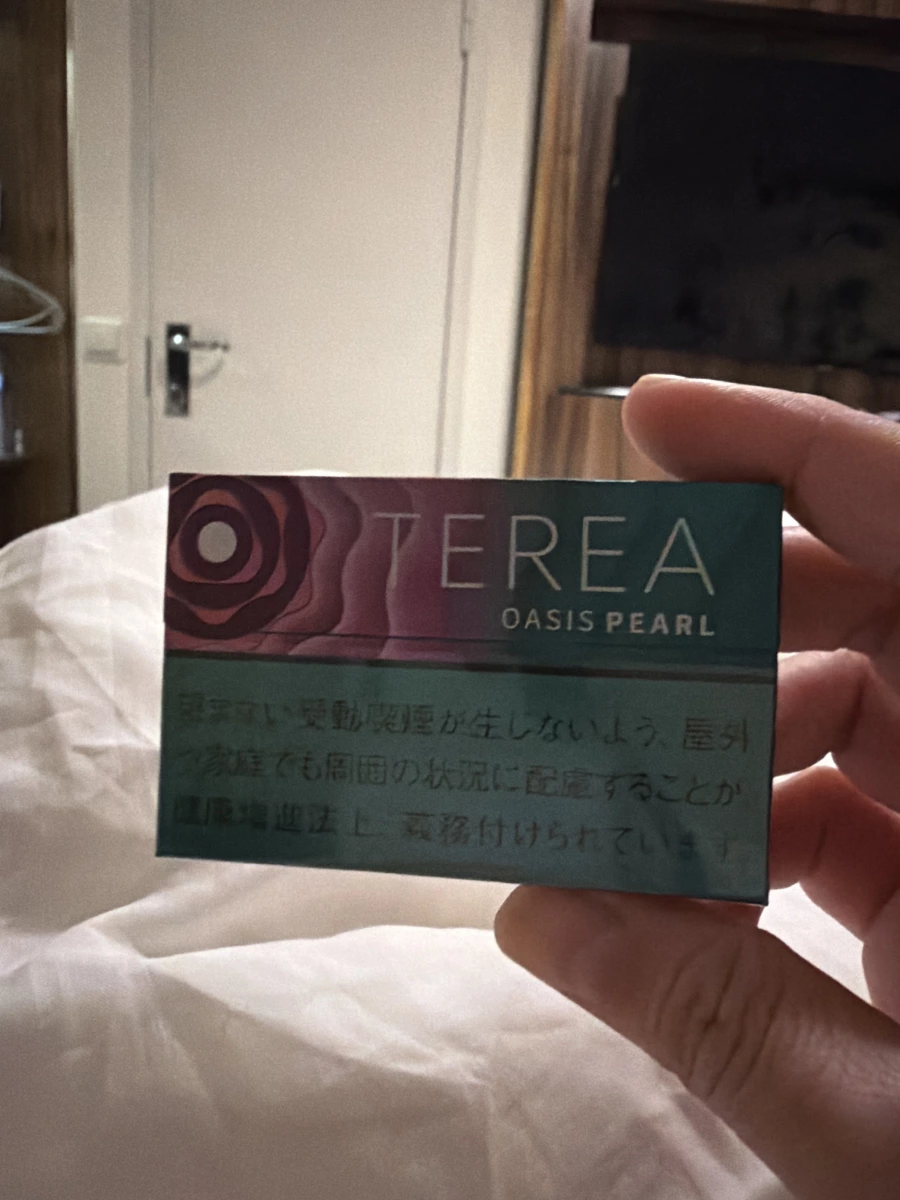 TEREA
OASIS PEARL
望まない受動喫煙が生じないよう、屋外
や家庭でも周囲の状況に配慮することが
健康増進法上、義務付けられています。